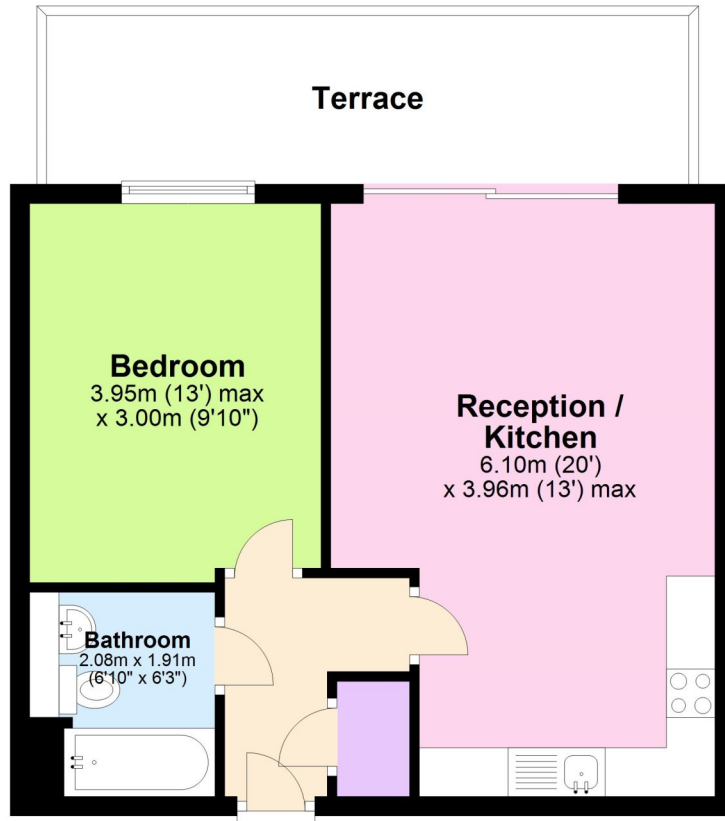 Terrace
Bedroom
3.95m (13') max
x 3.00m (9'10")
Reception /
Kitchen
6.10m (20')
x 3.96m (13') max
Bathroom
2.08m x 1.91m
(6'10" x 6'3")